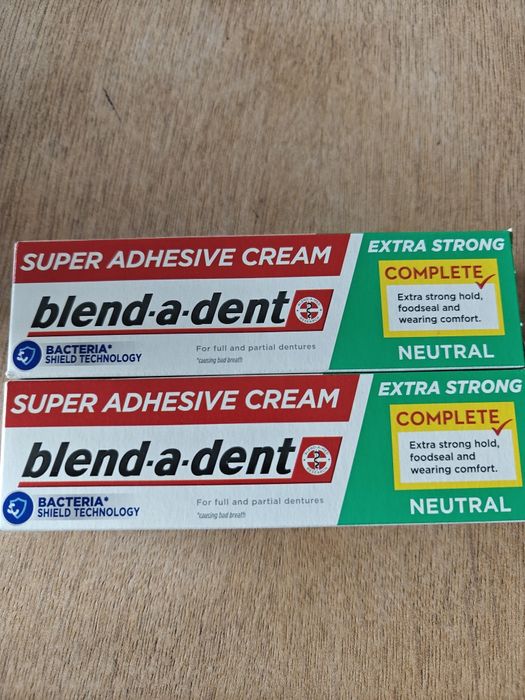 SUPER ADHESIVE CREAM
blend-a-dent
BACTERIA*
SHIELD TECHNOLOGY
For full and partial dentures
*causing bad breath
EXTRA STRONG
COMPLETE
Extra strong hold,
foodseal and
wearing comfort.
NEUTRAL
SUPER ADHESIVE CREAM
blend-a-dent
BACTERIA*
SHIELD TECHNOLOGY
For full and partial dentures
*causing bad breath
EXTRA STRONG
COMPLETE
Extra strong hold,
foodseal and
wearing comfort.
NEUTRAL